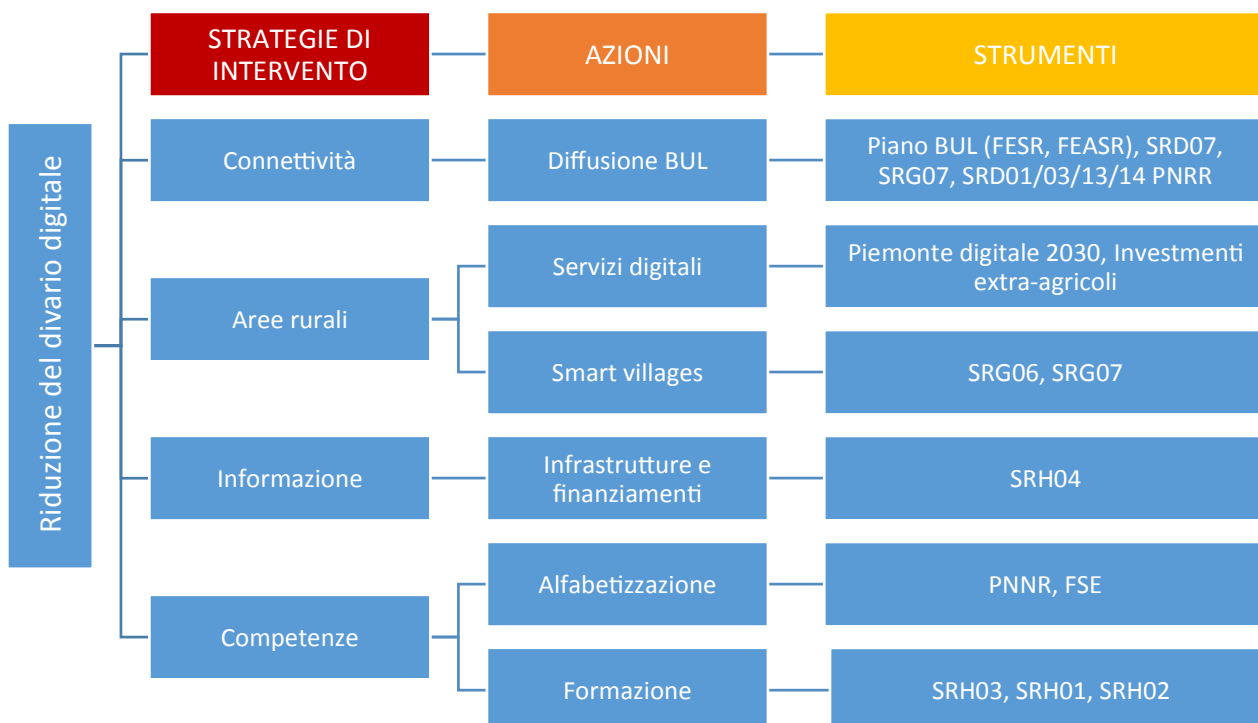 Riduzione del divario digitale
STRATEGIE DI
INTERVENTO
AZIONI
STRUMENTI
Connettività
Diffusione BUL
Piano BUL (FESR, FEASR), SRD07,
SRG07, SRD01/03/13/14 PNRR
Aree rurali
Servizi digitali
Piemonte digitale 2030, Investimenti
extra-agricoli
Smart villages
SRG06, SRG07
Informazione
Infrastrutture e
finanziamenti
SRH04
Competenze
Alfabetizzazione
PNNR, FSE
Formazione
SRH03, SRH01, SRH02